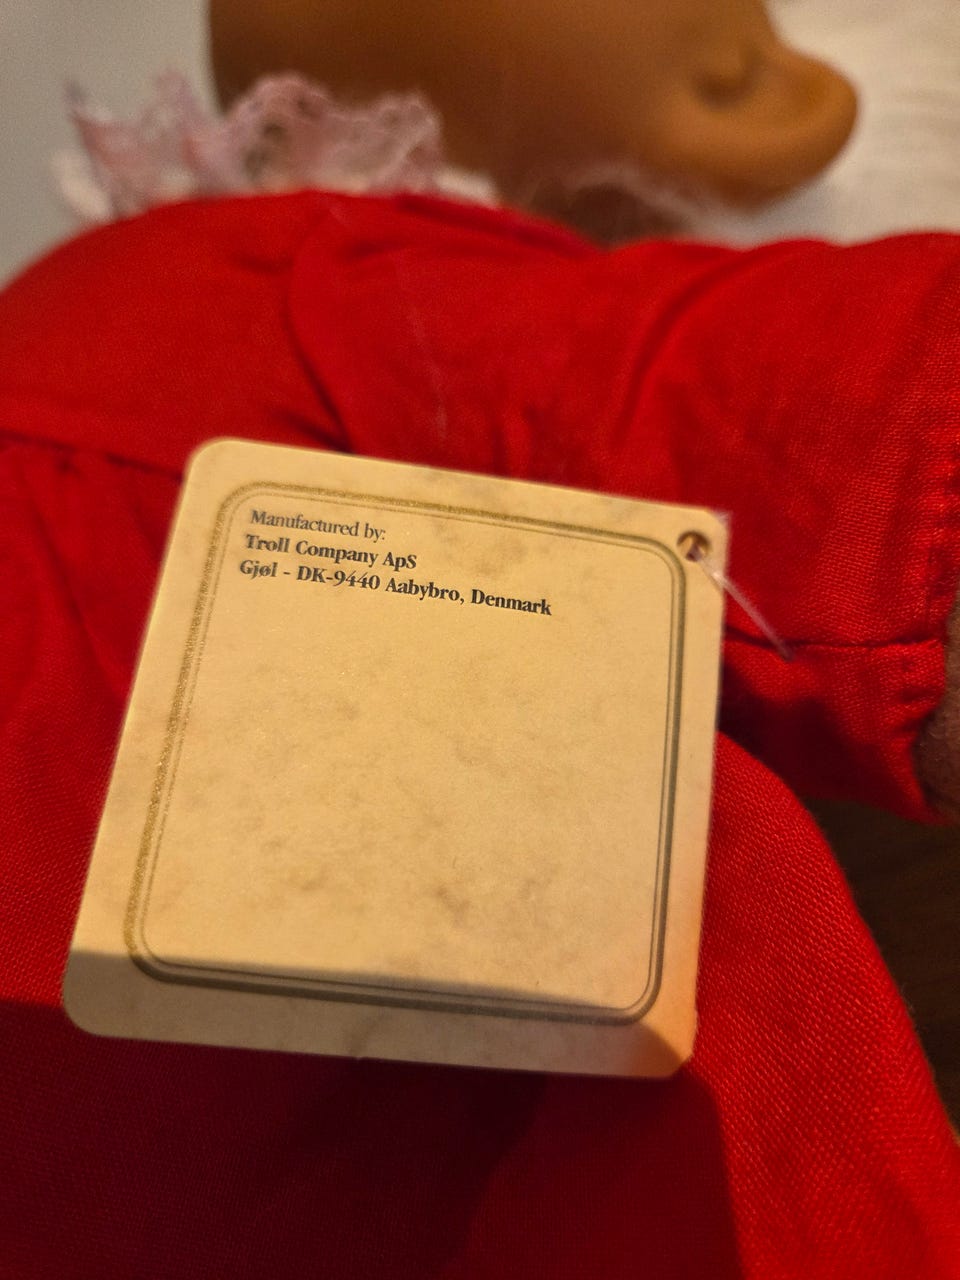 Manufactured by:
Troll Company ApS
Gjøl - DK-9440 Aabybro, Denmark